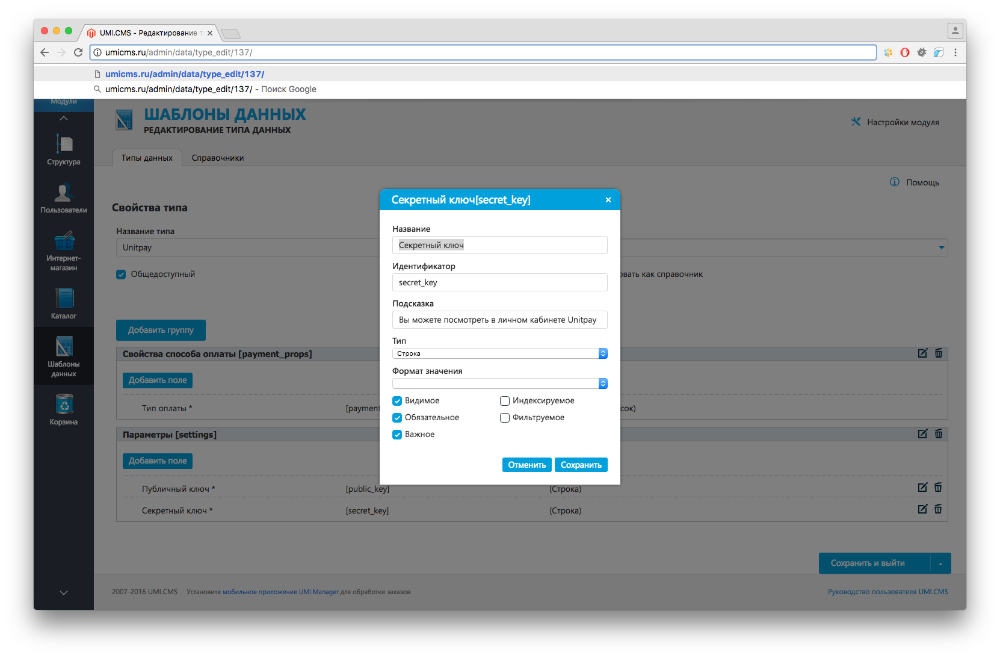 UMI.CMS - Редактирование т
umicms.ru/admin/data/type_edit/137/
umicms.ru/admin/data/type_edit/137/
umicms.ru/admin/data/type_edit/137/ - Поиск Google
Модули
Структура
Пользователи
Интернет-
магазин
Каталог
Шаблоны
данных
Корзина
ШАБЛОНЫ ДАННЫХ
РЕДАКТИРОВАНИЕ ТИПА ДАННЫХ
Настройки модуля
Типы данных
Справочники
Помощь
Свойства типа
Название типа
Unitpay
Общедоступный
овать как справочник
Добавить группу
Свойства способа оплаты [payment_props]
Добавить поле
Тип оплаты *
[payment
сок)
Параметры [settings]
Добавить поле
Публичный ключ *
[public_key]
(Строка)
Секретный ключ *
[secret_key]
(Строка)
Секретный ключ[secret_key]
×
Название
Секретный ключ
Идентификатор
secret_key
Подсказка
Вы можете посмотреть в личном кабинете Unitpay
Тип
Строка
Формат значения
Видимое
Индексируемое
Обязательное
Фильтруемое
Важное
Отменить
Сохранить
Сохранить и выйти
2007-2016 UMI.CMS
Установите мобильное приложение UMI Manager для обработки заказов
Руководство пользователя UMI.CMS